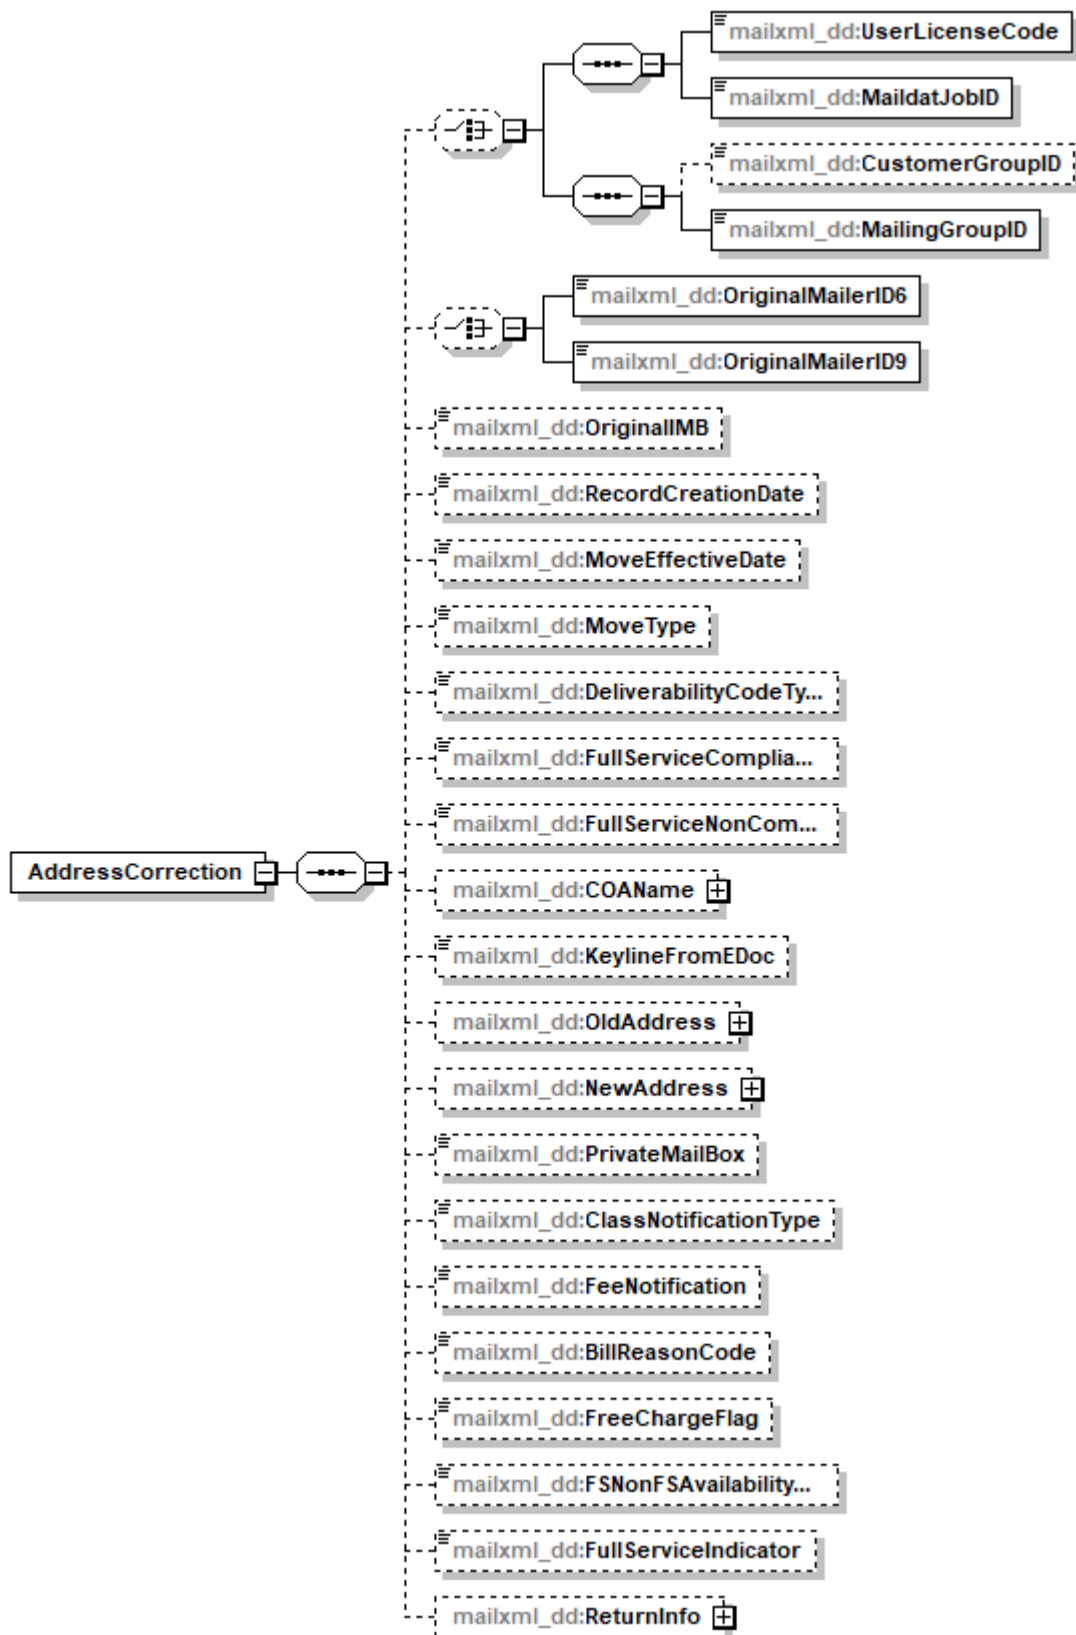 mailxml_dd:UserLicenseCode
mailxml_dd:MaildatJobID
mailxml_dd:CustomerGroupID
mailxml_dd:MailingGroupID
mailxml_dd:OriginalMailerID6
mailxml_dd:OriginalMailerID9
mailxml_dd:OriginalIMB
mailxml_dd:RecordCreationDate
mailxml_dd:MoveEffectiveDate
mailxml_dd:MoveType
mailxml_dd:DeliverabilityCodeTy...
mailxml_dd:FullServiceComplia...
mailxml_dd:FullServiceNonCom...
AddressCorrection
mailxml_dd:COAName
mailxml_dd:KeylineFromEDoc
mailxml_dd:OldAddress
mailxml_dd:NewAddress
mailxml_dd:PrivateMailBox
mailxml_dd:ClassNotificationType
mailxml_dd:FeeNotification
mailxml_dd:BillReasonCode
mailxml_dd:FreeChargeFlag
mailxml_dd:FSNonFSAvailability...
mailxml_dd:FullServiceIndicator
mailxml_dd:ReturnInfo